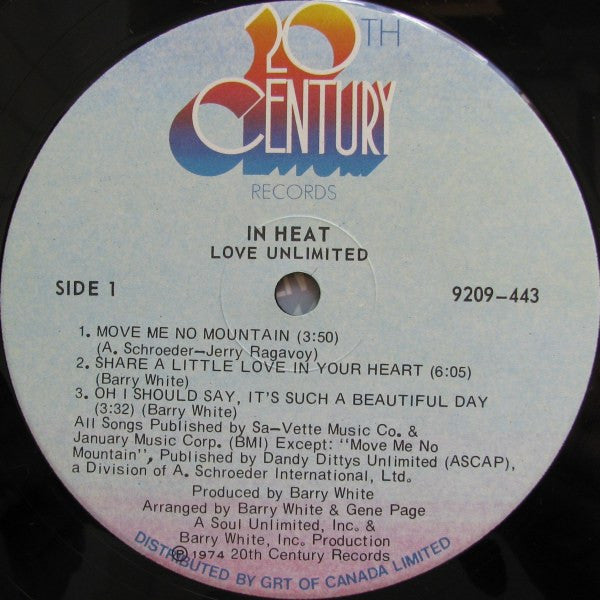 20TH
CENTURY
RECORDS
IN HEAT
LOVE UNLIMITED
SIDE 1
9209-443
1. MOVE ME NO MOUNTAIN (3:50)
(A. Schroeder-Jerry Ragavoy)
2. SHARE A LITTLE LOVE IN YOUR HEART (6:05)
(Barry White)
3. OH I SHOULD SAY, IT'S SUCH A BEAUTIFUL DAY
(3:32) (Barry White)
All Songs Published by Sa-Vette Music Co. &
January Music Corp. (BMI) Except: "Move Me No
Mountain", Published by Dandy Dittys Unlimited (ASCAP),
a Division of A. Schroeder International, Ltd.
Produced by Barry White
Arranged by Barry White & Gene Page
A Soul Unlimited, Inc. &
Barry White, Inc. Production
℗ 1974 20th Century Records
DISTRIBUTED BY GRT OF CANADA LIMITED